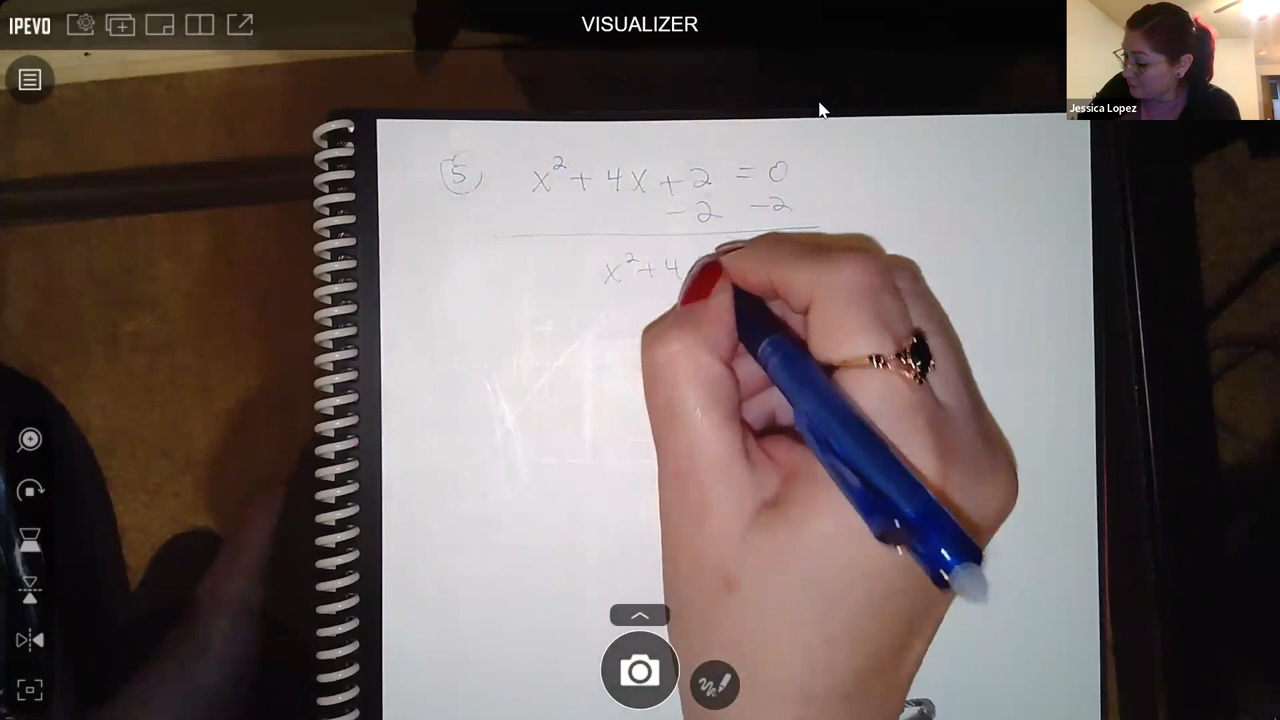 IPEVO
VISUALIZER
Jessica Lopez
5 x² + 4x + 2 = 0
- 2 - 2
x² + 4